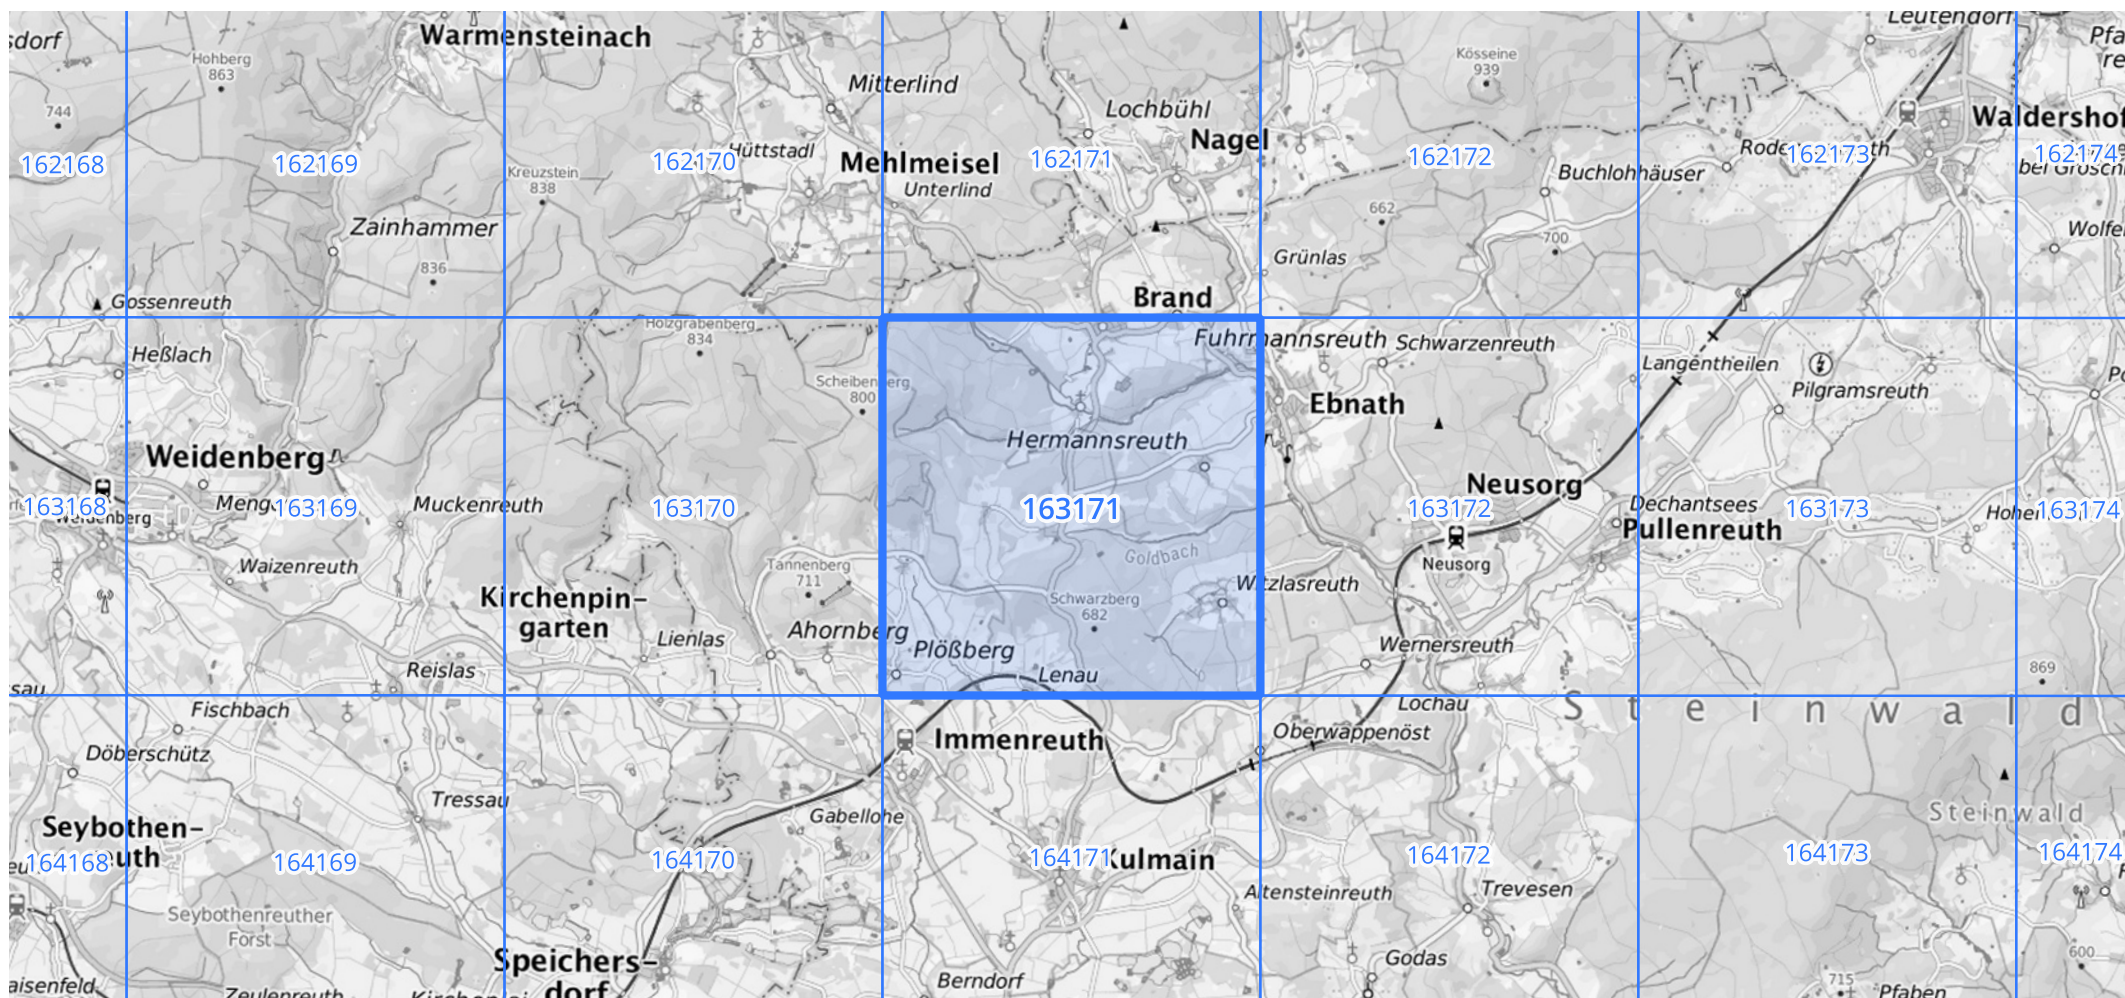 Leutendorf
Warmensteinach
Hohberg
863
744
Mitterlind
Lochbühl
Kösseine
939
Nagel
Hüttstadl
Mehlmeisel
Unterlind
Kreuzstein
838
Buchlohhäuser
162168
162169
162170
162171
162172
162173
162174
Zainhammer
836
662
700
Grünlas
Gossenreuth
Brand
Holzgrabenberg
834
Heßlach
Fuhrmannsreuth
Schwarzenreuth
Langentheilen
Pilgramsreuth
Scheibenberg
800
Ebnath
Hermannsreuth
Weidenberg
Neusorg
Muckenreuth
Dechantsees
Pullenreuth
163168
163169
163170
163171
163172
163173
163174
Weidenberg
Goldbach
Neusorg
Waizenreuth
Tannenberg
711
Witzlasreuth
Kirchenpin-
garten
Schwarzberg
682
Lienlas
Ahornberg
Plößberg
Wernersreuth
Reislas
Lenau
869
Lochau
Steinwald
Fischbach
Döberschütz
Immenreuth
Oberwappenöst
Tressau
Gabellohe
Steinwald
Seybothen-
reuth
Kulmain
164168
164169
164170
164171
164172
164173
164174
Altensteinreuth
Trevesen
Seybothenreuther
Forst
Speichers-
dorf
Godas
600
Berndorf
715
Pfaben
Zeulenreuth